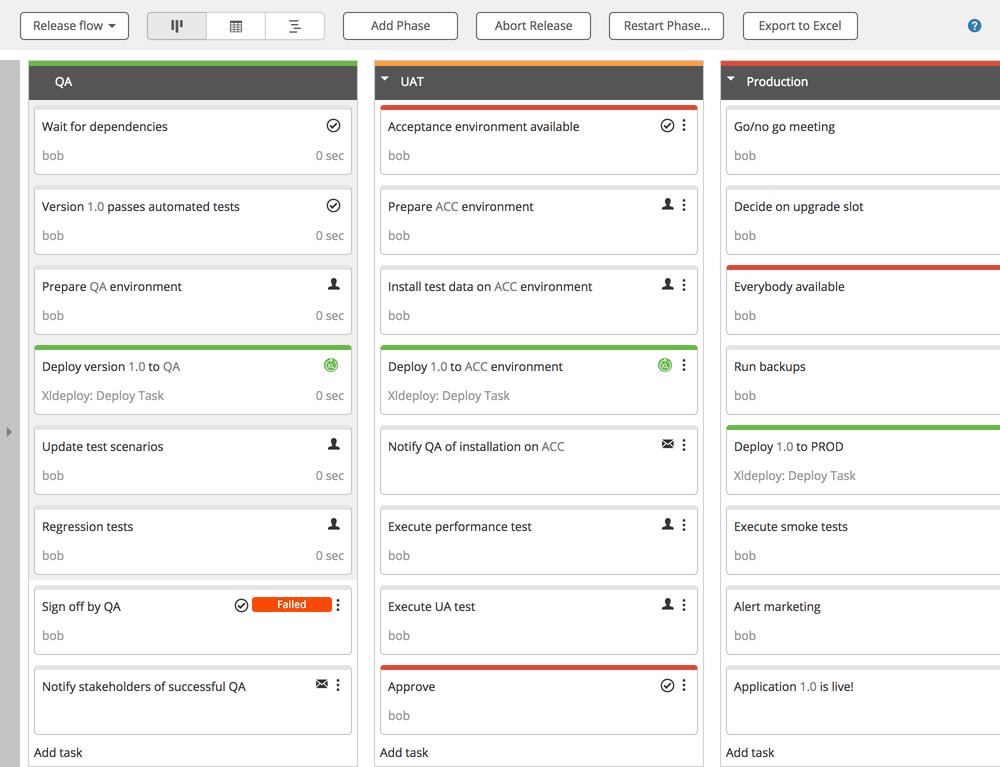 Release flow
Add Phase
Abort Release
Restart Phase...
Export to Excel
?
QA
Wait for dependencies
bob 0 sec
Version 1.0 passes automated tests
bob 0 sec
Prepare QA environment
bob 0 sec
Deploy version 1.0 to QA
XL
Xldeploy: Deploy Task 0 sec
Update test scenarios
bob 0 sec
Regression tests
bob 0 sec
Sign off by QA Failed
bob
Notify stakeholders of successful QA
Add task
UAT
Acceptance environment available
bob
Prepare ACC environment
bob
Install test data on ACC environment
bob
Deploy 1.0 to ACC environment
XL
Xldeploy: Deploy Task
Notify QA of installation on ACC
Execute performance test
bob
Execute UA test
bob
Approve
bob
Add task
Production
Go/no go meeting
bob
Decide on upgrade slot
bob
Everybody available
bob
Run backups
bob
Deploy 1.0 to PROD
Xldeploy: Deploy Task
Execute smoke tests
bob
Alert marketing
bob
Application 1.0 is live!
bob
Add task